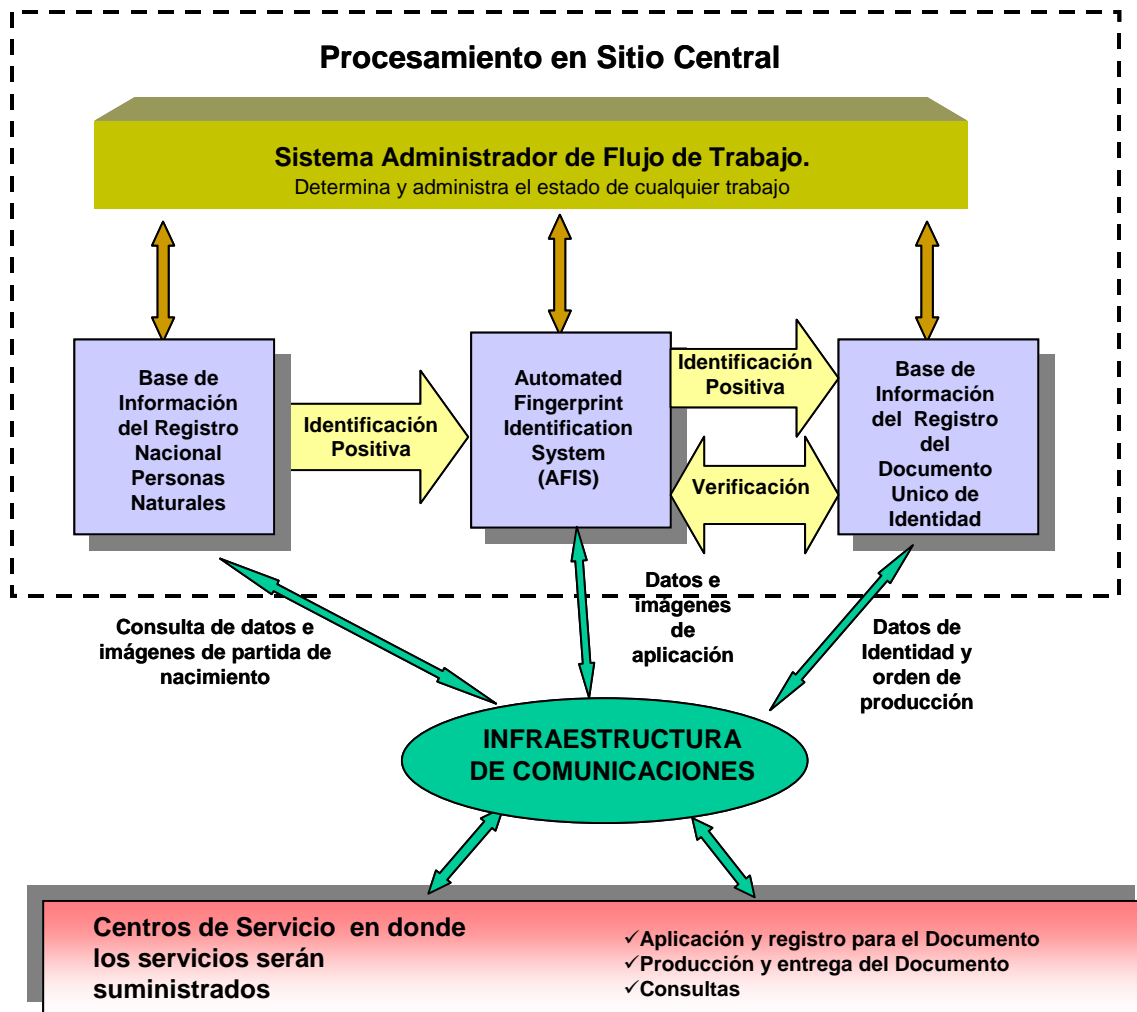 Procesamiento en Sitio Central
Sistema Administrador de Flujo de Trabajo.
Determina y administra el estado de cualquier trabajo
Base de
Información
del Registro
Nacional
Personas
Naturales
Identificación
Positiva
Automated
Fingerprint
Identification
System
(AFIS)
Identificación
Positiva
Verificación
Base de
Información
del Registro
del
Documento
Unico de
Identidad
Consulta de datos e
imágenes de partida de
nacimiento
Datos e
imágenes
de
aplicación
Datos de
Identidad y
orden de
producción
INFRAESTRUCTURA
DE COMUNICACIONES
Centros de Servicio en donde
los servicios serán
suministrados
✓Aplicación y registro para el Documento
✓Producción y entrega del Documento
✓Consultas